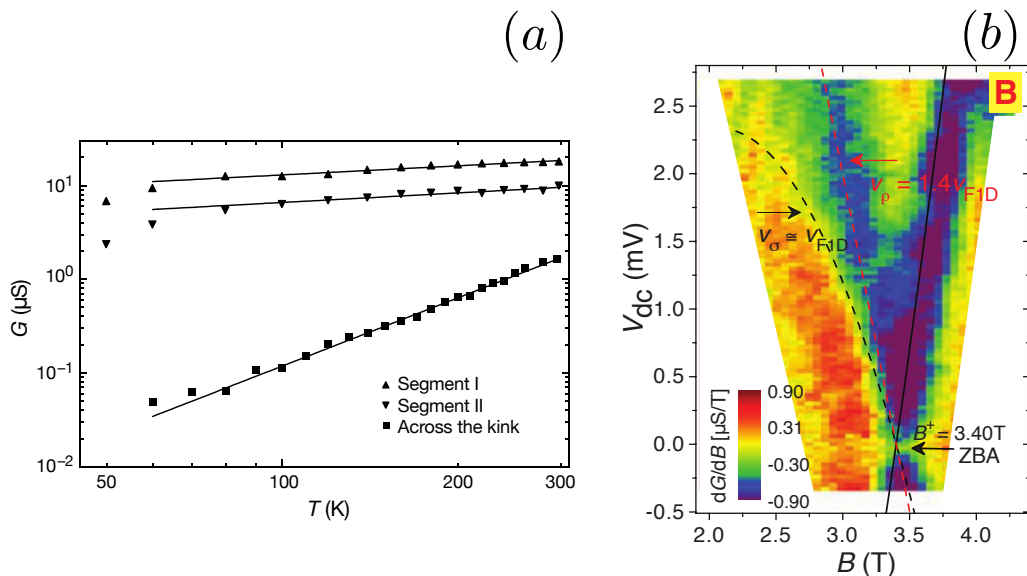 (a)
10¹
10⁰
10⁻¹
10⁻²
G (µS)
50
100
200
300
T (K)
Segment I
Segment II
Across the kink
(b)
B
2.5
2.0
1.5
1.0
0.5
0.0
-0.5
V_dc (mV)
v_ρ = 1.4v_F1D
v_σ ≅ v_F1D
0.90
0.31
-0.30
-0.90
dG/dB [µS/T]
B⁺ = 3.40T
ZBA
2.0
2.5
3.0
3.5
4.0
B (T)